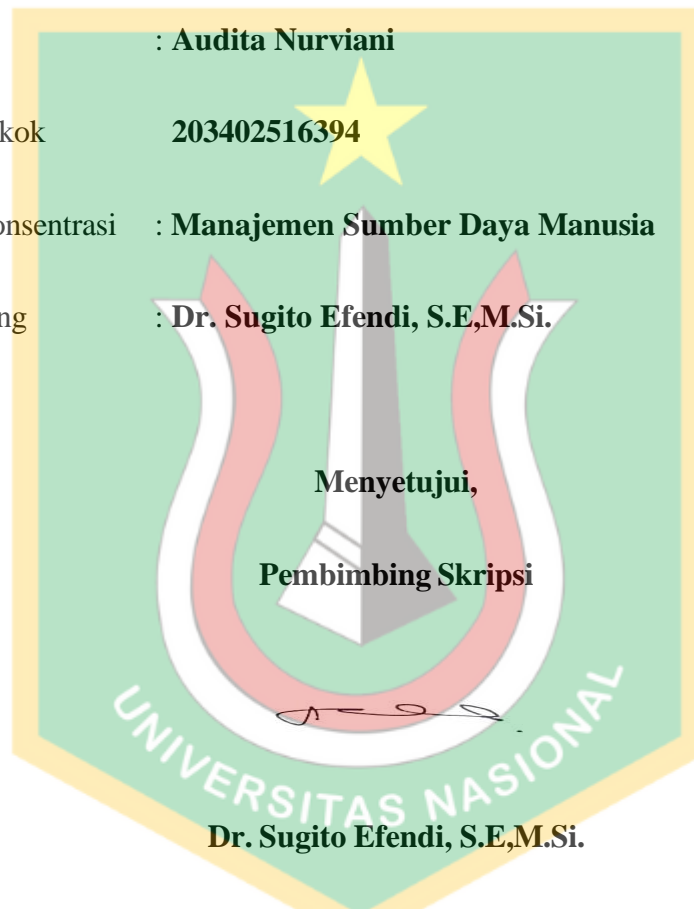 : Audita Nurviani
kok 203402516394
onsentrasi : Manajemen Sumber Daya Manusia
ng : Dr. Sugito Efendi, S.E,M.Si.
Menyetujui,
Pembimbing Skripsi
UNIVERSITAS NASIONAL
Dr. Sugito Efendi, S.E,M.Si.